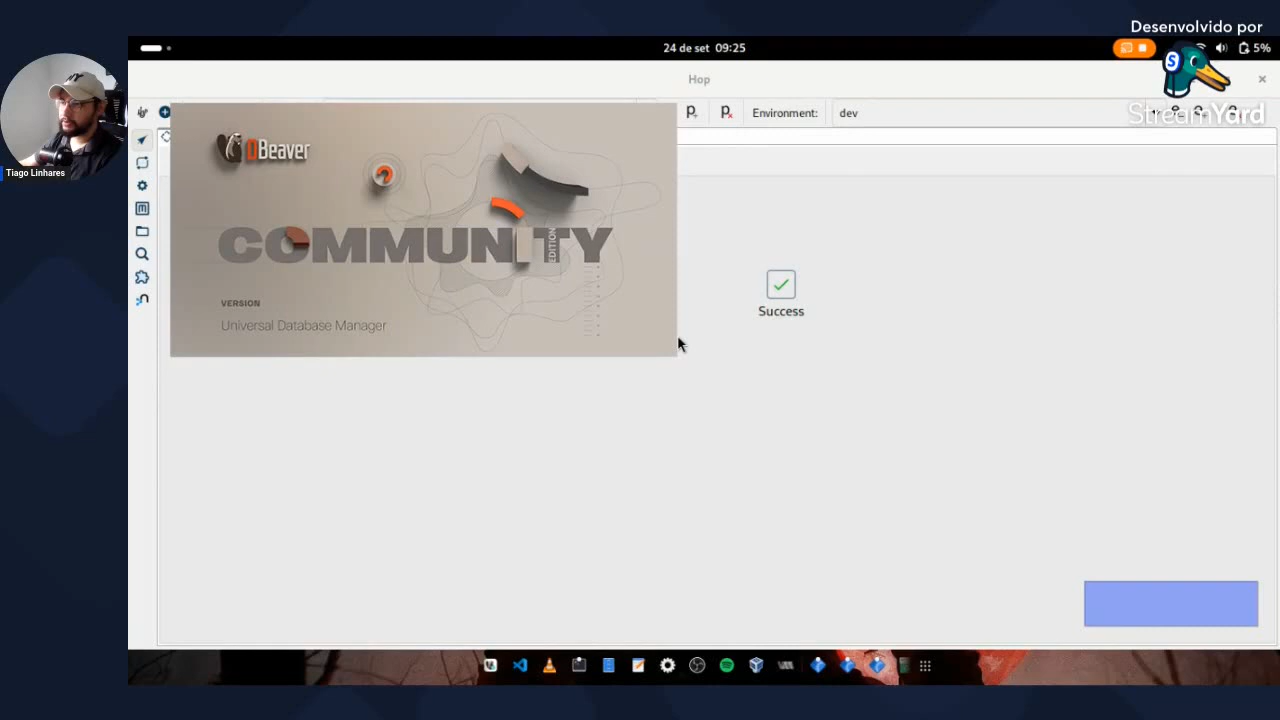 Desenvolvido por
24 de set 09:25
5%
Hop
StreamYard
Environment:
dev
DBeaver
COMMUNITY
EDITION
VERSION
Universal Database Manager
Success
Tiago Linhares